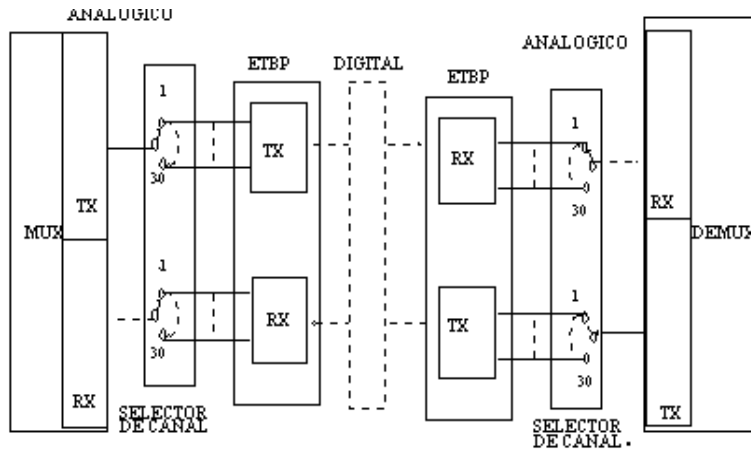 ANALOGICO
ETBP
DIGITAL
ANALOGICO
ETBP
1
1
TX
RX
30
30
TX
RX
MUX
DEMUX
1
1
RX
TX
30
30
RX
TX
SELECTOR
DE CANAL
SELECTOR
DE CANAL .